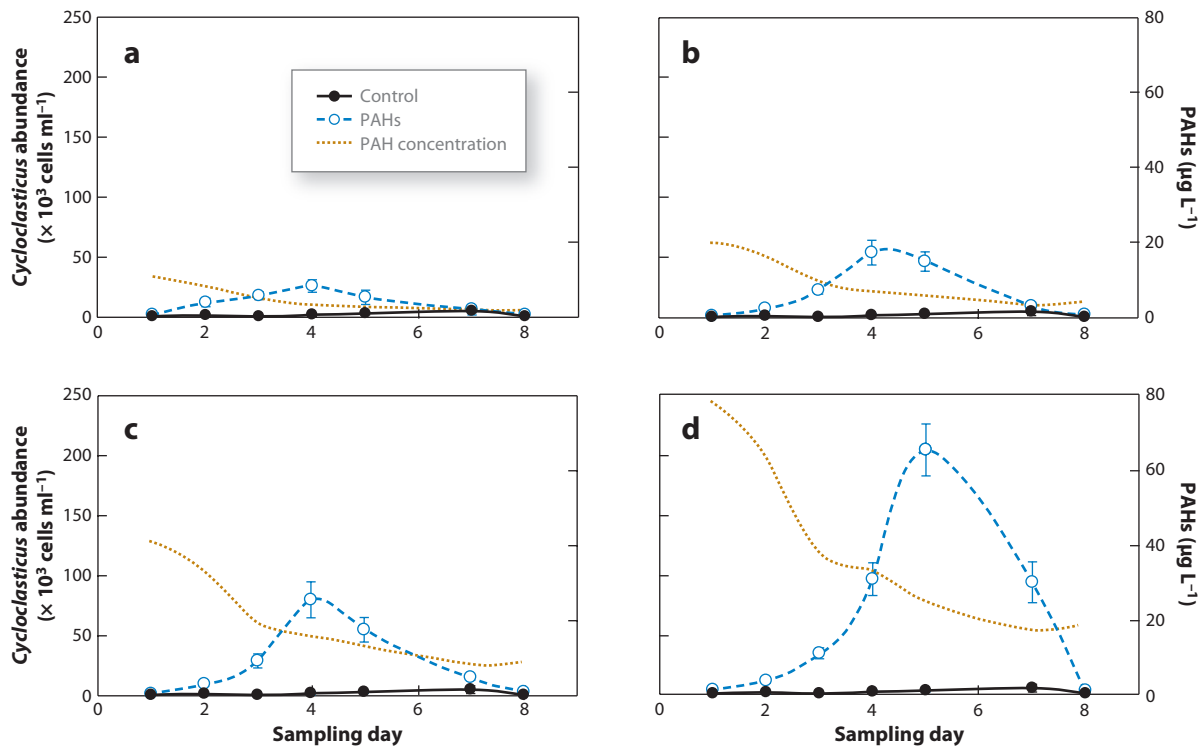 250
200
150
100
50
0
Cycloclasticus abundance
(× 10³ cells ml⁻¹)
a
Control
PAHs
PAH concentration
0
2
4
6
8
b
80
60
40
20
0
PAHs (µg L⁻¹)
0
2
4
6
8
250
200
150
100
50
0
Cycloclasticus abundance
(× 10³ cells ml⁻¹)
c
0
2
4
6
8
Sampling day
d
80
60
40
20
0
PAHs (µg L⁻¹)
0
2
4
6
8
Sampling day